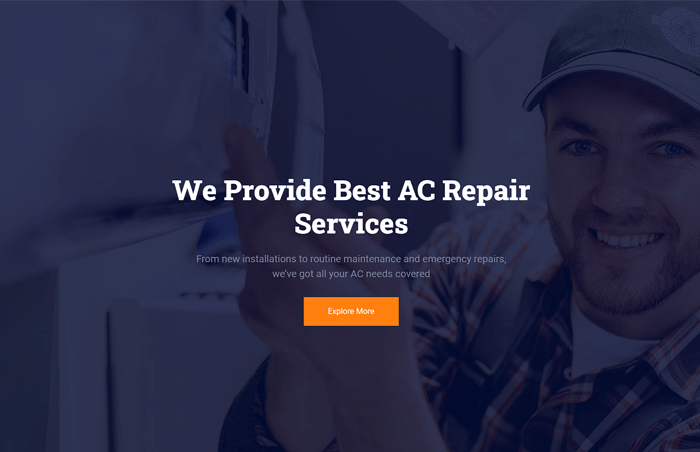 We Provide Best AC Repair
Services
From new installations to routine maintenance and emergency repairs,
we've got all your AC needs covered
Explore More